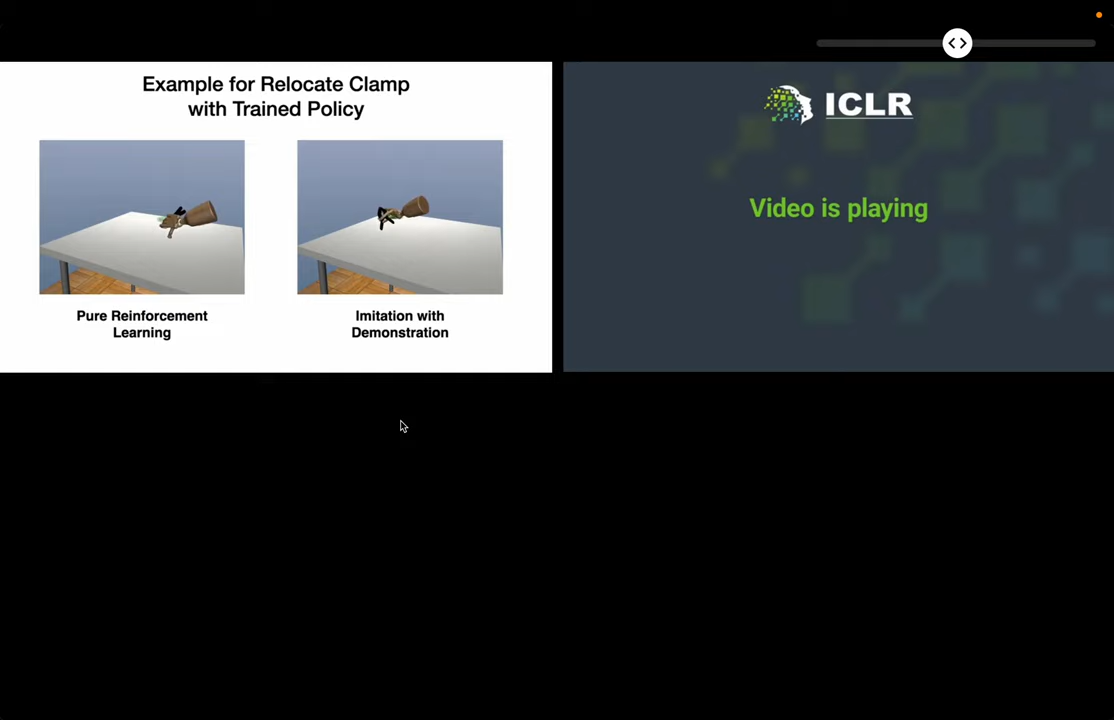 Example for Relocate Clamp
with Trained Policy
Pure Reinforcement
Learning
Imitation with
Demonstration
ICLR
Video is playing